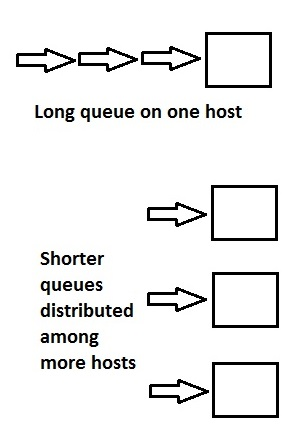 Long queue on one host
Shorter
queues
distributed
among
more hosts